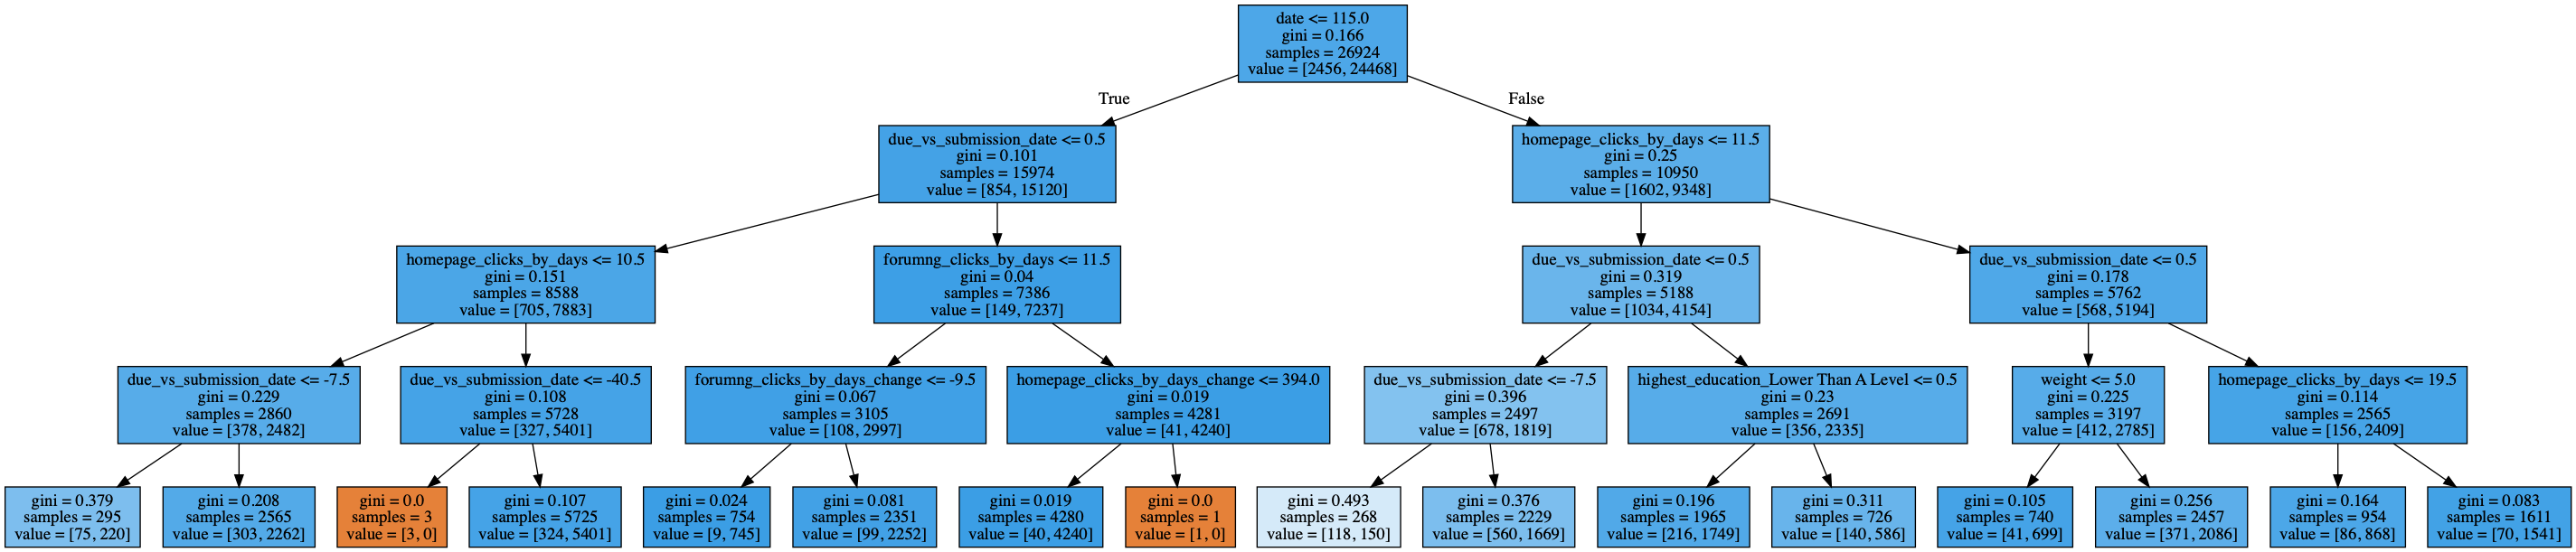 date <= 115.0
gini = 0.166
samples = 26924
value = [2456, 24468]
True
False
due_vs_submission_date <= 0.5
gini = 0.101
samples = 15974
value = [854, 15120]
homepage_clicks_by_days <= 11.5
gini = 0.25
samples = 10950
value = [1602, 9348]
homepage_clicks_by_days <= 10.5
gini = 0.151
samples = 8588
value = [705, 7883]
forumng_clicks_by_days <= 11.5
gini = 0.04
samples = 7386
value = [149, 7237]
due_vs_submission_date <= 0.5
gini = 0.319
samples = 5188
value = [1034, 4154]
due_vs_submission_date <= 0.5
gini = 0.178
samples = 5762
value = [568, 5194]
due_vs_submission_date <= -7.5
gini = 0.229
samples = 2860
value = [378, 2482]
due_vs_submission_date <= -40.5
gini = 0.108
samples = 5728
value = [327, 5401]
forumng_clicks_by_days_change <= -9.5
gini = 0.067
samples = 3105
value = [108, 2997]
homepage_clicks_by_days_change <= 394.0
gini = 0.019
samples = 4281
value = [41, 4240]
due_vs_submission_date <= -7.5
gini = 0.396
samples = 2497
value = [678, 1819]
highest_education_Lower Than A Level <= 0.5
gini = 0.23
samples = 2691
value = [356, 2335]
weight <= 5.0
gini = 0.225
samples = 3197
value = [412, 2785]
homepage_clicks_by_days <= 19.5
gini = 0.114
samples = 2565
value = [156, 2409]
gini = 0.379
samples = 295
value = [75, 220]
gini = 0.208
samples = 2565
value = [303, 2262]
gini = 0.0
samples = 3
value = [3, 0]
gini = 0.107
samples = 5725
value = [324, 5401]
gini = 0.024
samples = 754
value = [9, 745]
gini = 0.081
samples = 2351
value = [99, 2252]
gini = 0.019
samples = 4280
value = [40, 4240]
gini = 0.0
samples = 1
value = [1, 0]
gini = 0.493
samples = 268
value = [118, 150]
gini = 0.376
samples = 2229
value = [560, 1669]
gini = 0.196
samples = 1965
value = [216, 1749]
gini = 0.311
samples = 726
value = [140, 586]
gini = 0.105
samples = 740
value = [41, 699]
gini = 0.256
samples = 2457
value = [371, 2086]
gini = 0.164
samples = 954
value = [86, 868]
gini = 0.083
samples = 1611
value = [70, 1541]